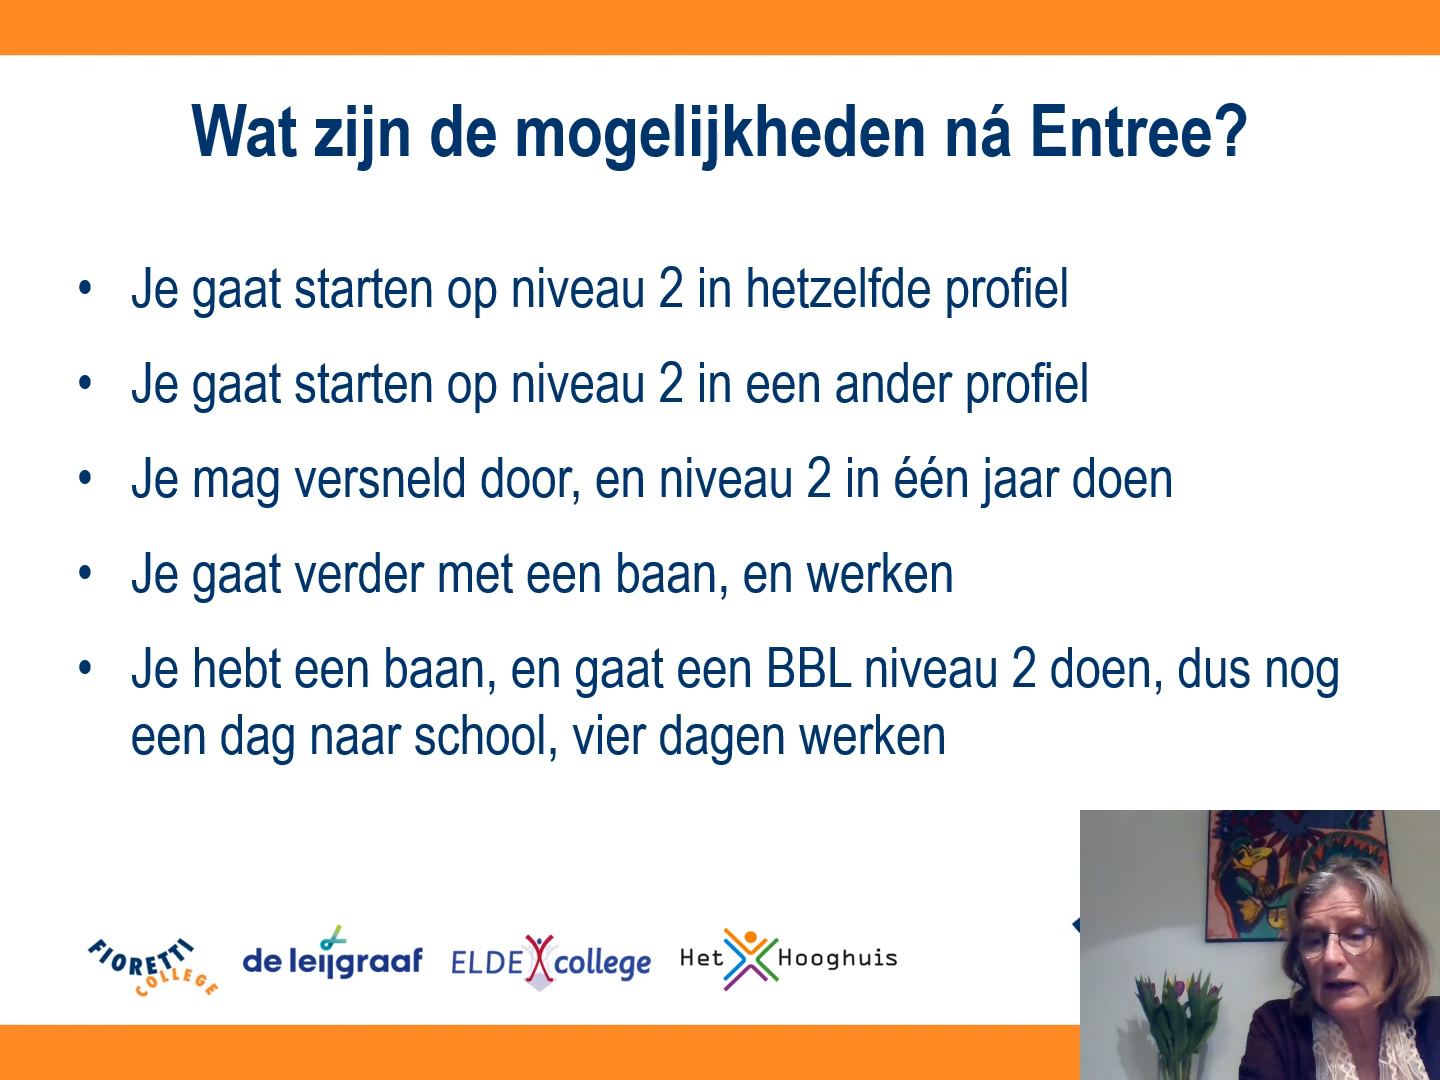 Wat zijn de mogelijkheden ná Entree?
• Je gaat starten op niveau 2 in hetzelfde profiel
• Je gaat starten op niveau 2 in een ander profiel
• Je mag versneld door, en niveau 2 in één jaar doen
• Je gaat verder met een baan, en werken
• Je hebt een baan, en gaat een BBL niveau 2 doen, dus nog
een dag naar school, vier dagen werken
FIORETTI
COLLEGE
de leijgraaf
ELDE college
Het Hooghuis